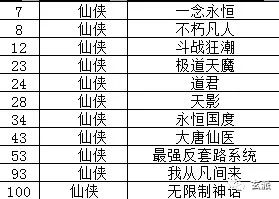 7 仙侠 一念永恒
8 仙侠 不朽凡人
12 仙侠 斗战狂潮
23 仙侠 极道天魔
24 仙侠 道君
28 仙侠 天影
34 仙侠 永恒国度
43 仙侠 大唐仙医
53 仙侠 最强反套路系统
93 仙侠 我从凡间来
100 仙侠 无限制神话
玄派